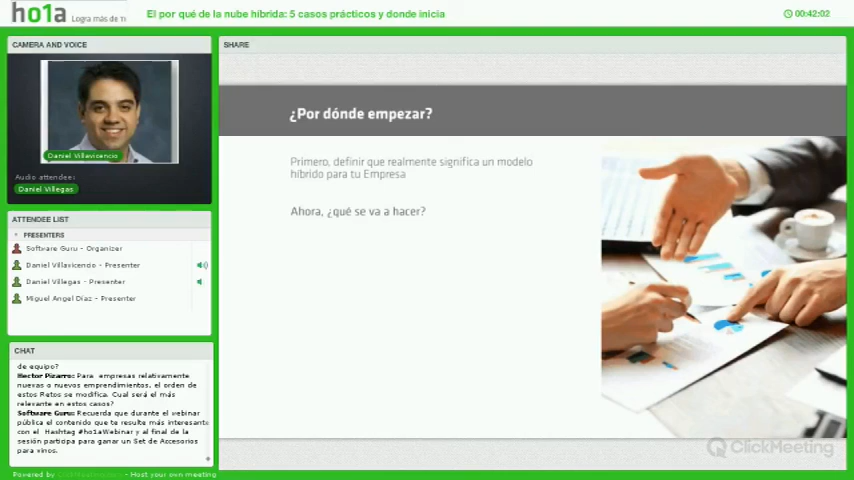 ho1a
Logra más de TI
El por qué de la nube híbrida: 5 casos prácticos y donde inicia
00:42:02
CAMERA AND VOICE
Daniel Villavicencio
Audio attendee:
Daniel Villegas
ATTENDEE LIST
PRESENTERS
Software Guru - Organizer
Daniel Villavicencio - Presenter
Daniel Villegas - Presenter
Miguel Angel Diaz - Presenter
CHAT
de equipo?
Hector Pizarro: Para empresas relativamente
nuevas o nuevos emprendimientos, el orden de
estos Retos se modifica. Cual será el más
relevante en estos casos?
Software Guru: Recuerda que durante el webinar
pública el contenido que te resulte más interesante
con el Hashtag #ho1aWebinar y al final de la
sesión participa para ganar un Set de Accesorios
para vinos.
Powered by ClickMeeting - Host your own meeting
SHARE
¿Por dónde empezar?
Primero, definir que realmente significa un modelo
híbrido para tu Empresa
Ahora, ¿qué se va a hacer?
ClickMeeting